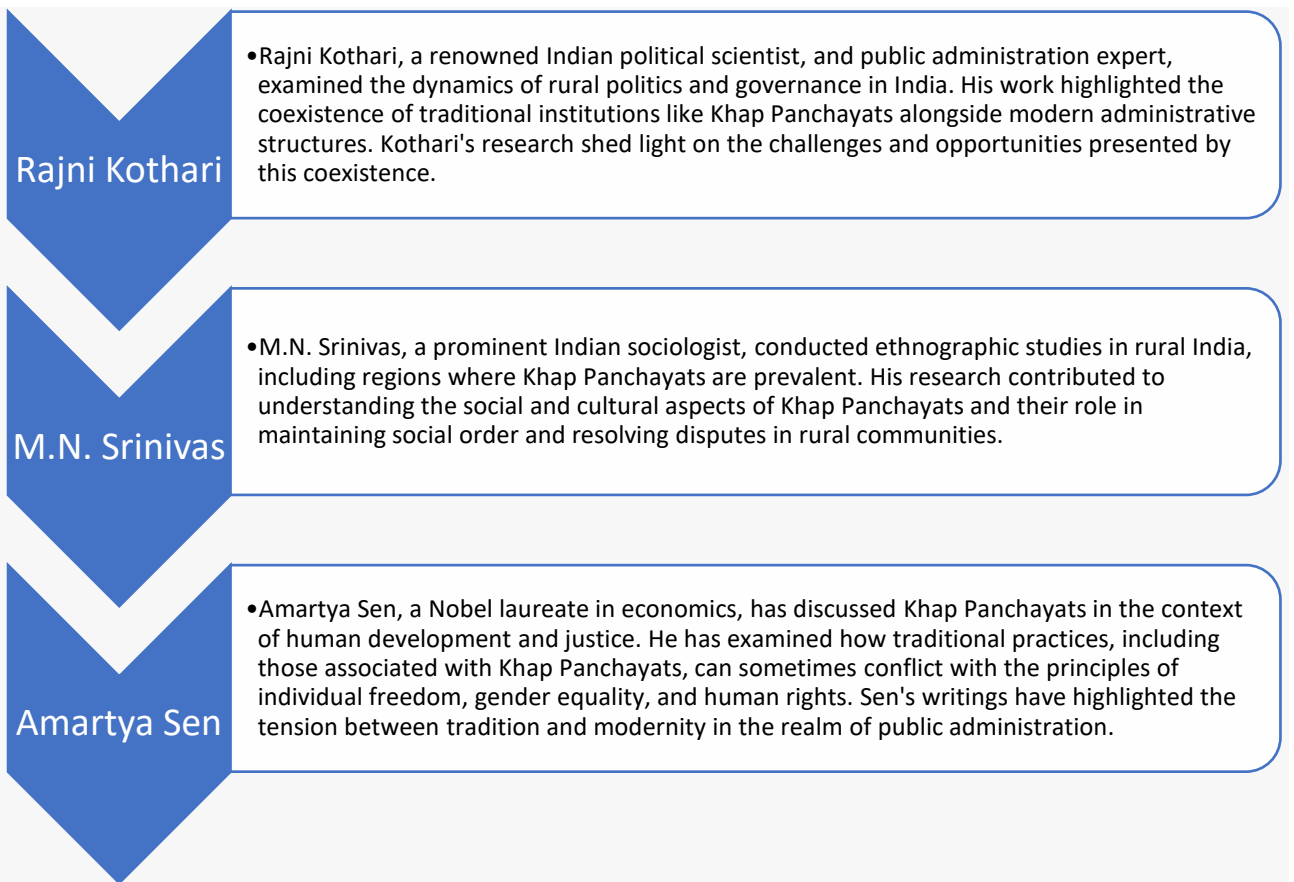 Rajni Kothari
•Rajni Kothari, a renowned Indian political scientist, and public administration expert,
examined the dynamics of rural politics and governance in India. His work highlighted the
coexistence of traditional institutions like Khap Panchayats alongside modern administrative
structures. Kothari's research shed light on the challenges and opportunities presented by
this coexistence.
M.N. Srinivas
•M.N. Srinivas, a prominent Indian sociologist, conducted ethnographic studies in rural India,
including regions where Khap Panchayats are prevalent. His research contributed to
understanding the social and cultural aspects of Khap Panchayats and their role in
maintaining social order and resolving disputes in rural communities.
Amartya Sen
•Amartya Sen, a Nobel laureate in economics, has discussed Khap Panchayats in the context
of human development and justice. He has examined how traditional practices, including
those associated with Khap Panchayats, can sometimes conflict with the principles of
individual freedom, gender equality, and human rights. Sen's writings have highlighted the
tension between tradition and modernity in the realm of public administration.